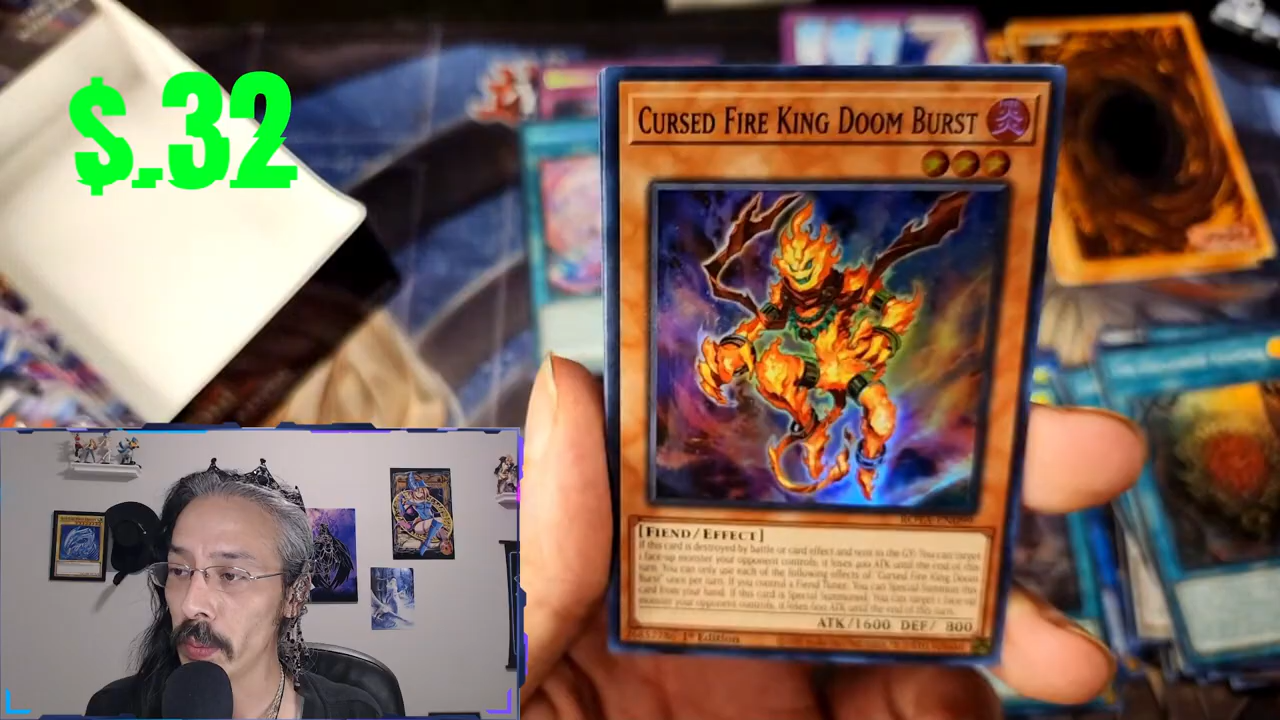 $.32
CURSED FIRE KING DOOM BURST
炎
[FIEND/EFFECT]
If this card is destroyed by battle or card effect and sent to the GY: You can target
1 face-up monster your opponent controls; it loses 400 ATK until the end of this
turn. You can only use each of the following effects of "Cursed Fire King Doom
Burst" once per turn. If you control a Fiend Tuner: You can Special Summon this
card from your hand. If this card is Special Summoned: You can target 1 face-up
monster your opponent controls; it loses 600 ATK until the end of this turn.
ATK/1600 DEF/ 800
1st Edition